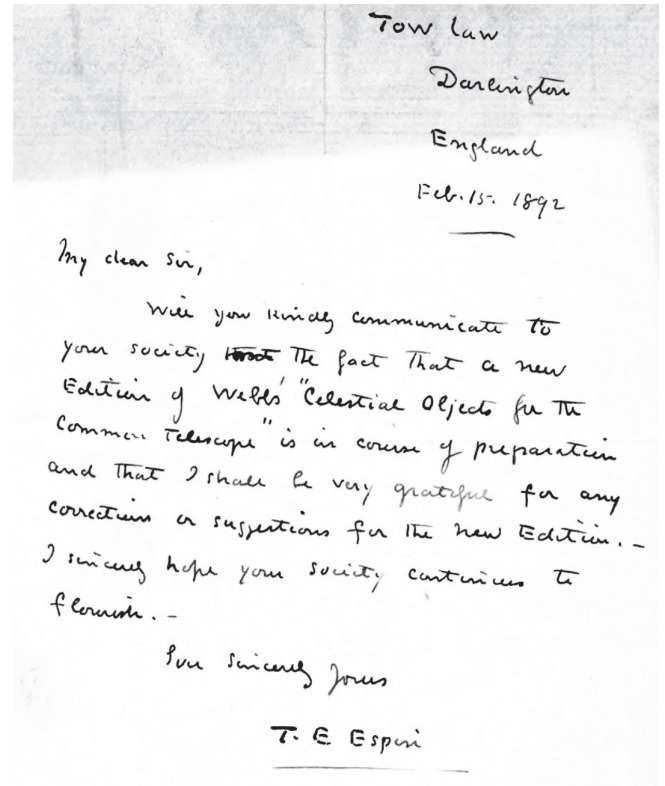 Tow Law
Darlington
England
Feb. 15. 1892
My dear Sir,
Will you kindly communicate to
your society the fact that a new
Edition of Webbs' "Celestial Objects for the
Common Telescope" is in course of preparation
and that I shall be very grateful for any
corrections or suggestions for the new Edition. –
I sincerely hope your society continues to
flourish. –
Sincerely yours
T. E. Espin